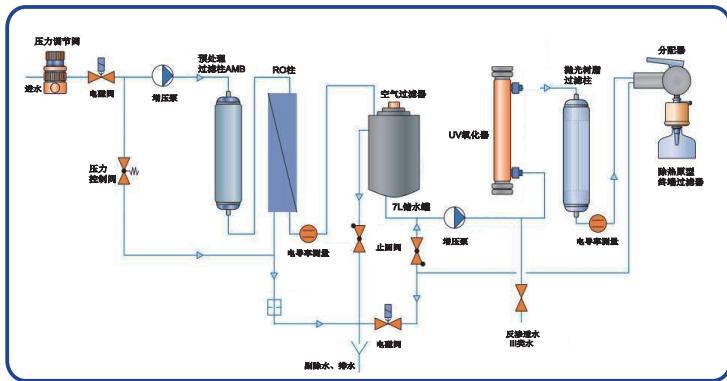 压力调节阀
进水
电磁阀
增压泵
预处理
过滤柱AMB
RO柱
空气过滤器
UV氧化器
抛光树脂
过滤柱
分配器
除热原型
终端过滤器
压力
控制阀
电导率测量
7L储水罐
止回阀
增压泵
电导率测量
反渗透水
III类水
电磁阀
剔除水、排水